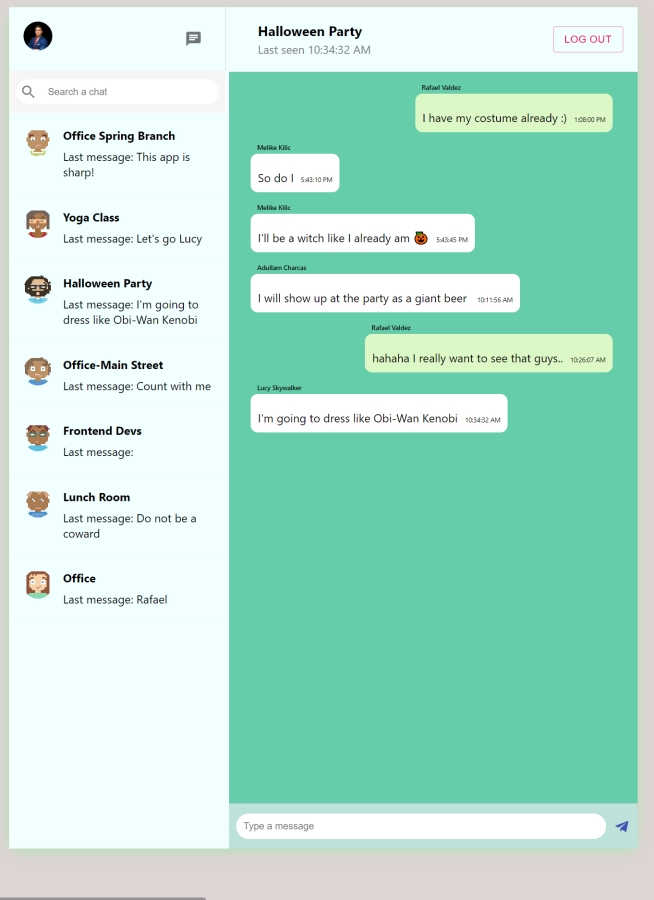 Halloween Party
Last seen 10:34:32 AM
LOG OUT
Search a chat
Office Spring Branch
Last message: This app is
sharp!
Yoga Class
Last message: Let's go Lucy
Halloween Party
Last message: I'm going to
dress like Obi-Wan Kenobi
Office-Main Street
Last message: Count with me
Frontend Devs
Last message:
Lunch Room
Last message: Do not be a
coward
Office
Last message: Rafael
Rafael Valdez
I have my costume already :) 1:08:00 PM
Melike Kilic
So do I 5:43:10 PM
Melike Kilic
I'll be a witch like I already am 🎃 5:43:45 PM
Adullam Charcas
I will show up at the party as a giant beer 10:11:56 AM
Rafael Valdez
hahaha I really want to see that guys.. 10:26:07 AM
Lucy Skywalker
I'm going to dress like Obi-Wan Kenobi 10:34:32 AM
Type a message